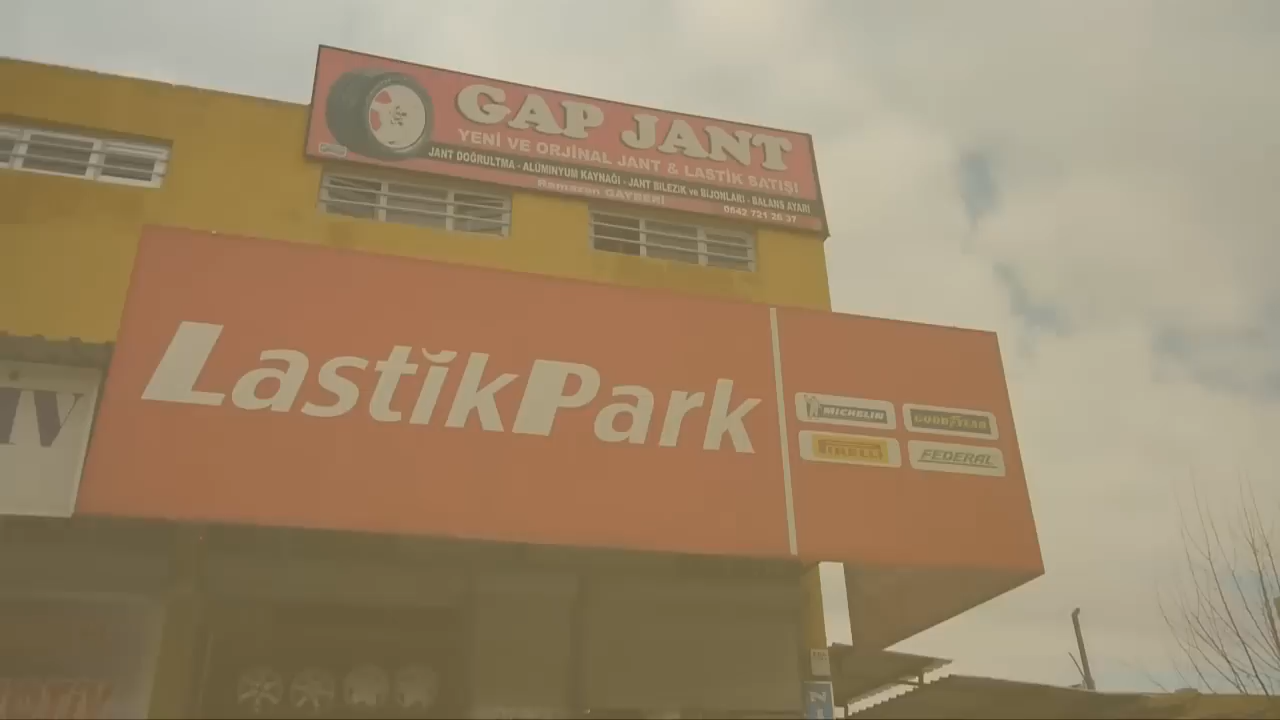 GAP JANT
YENİ VE ORJİNAL JANT & LASTİK SATIŞI
JANT DOĞRULTMA - ALÜMİNYUM KAYNAĞI - JANT BİLEZİK ve BİJONLARI - BALANS AYARI
Ramazan GAYBERİ
0542 721 26 37
LastikPark
MICHELIN
GOODYEAR
PIRELLI
FEDERAL